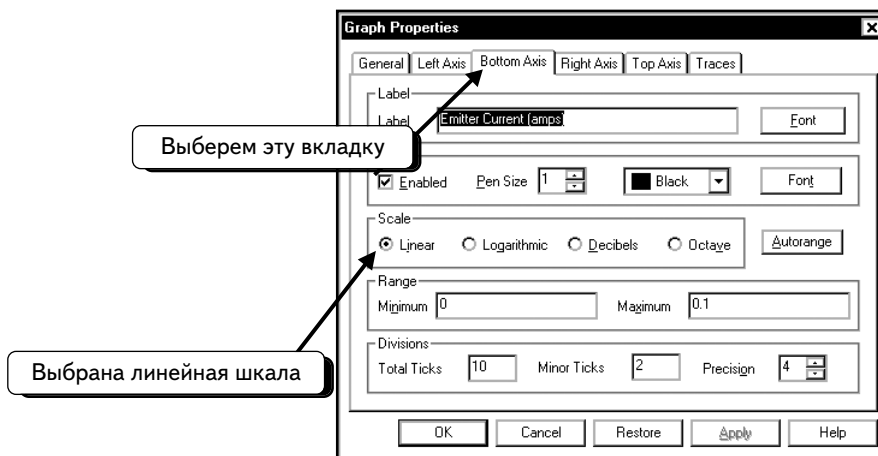 Graph Properties
General Left Axis Bottom Axis Right Axis Top Axis Traces
Label
Label Emitter Current (amps) Font
Выберем эту вкладку
Enabled Pen Size 1 Black Font
Scale
Linear Logarithmic Decibels Octave Autorange
Range
Minimum 0 Maximum 0.1
Divisions
Выбрана линейная шкала
Total Ticks 10 Minor Ticks 2 Precision 4
OK Cancel Restore Apply Help